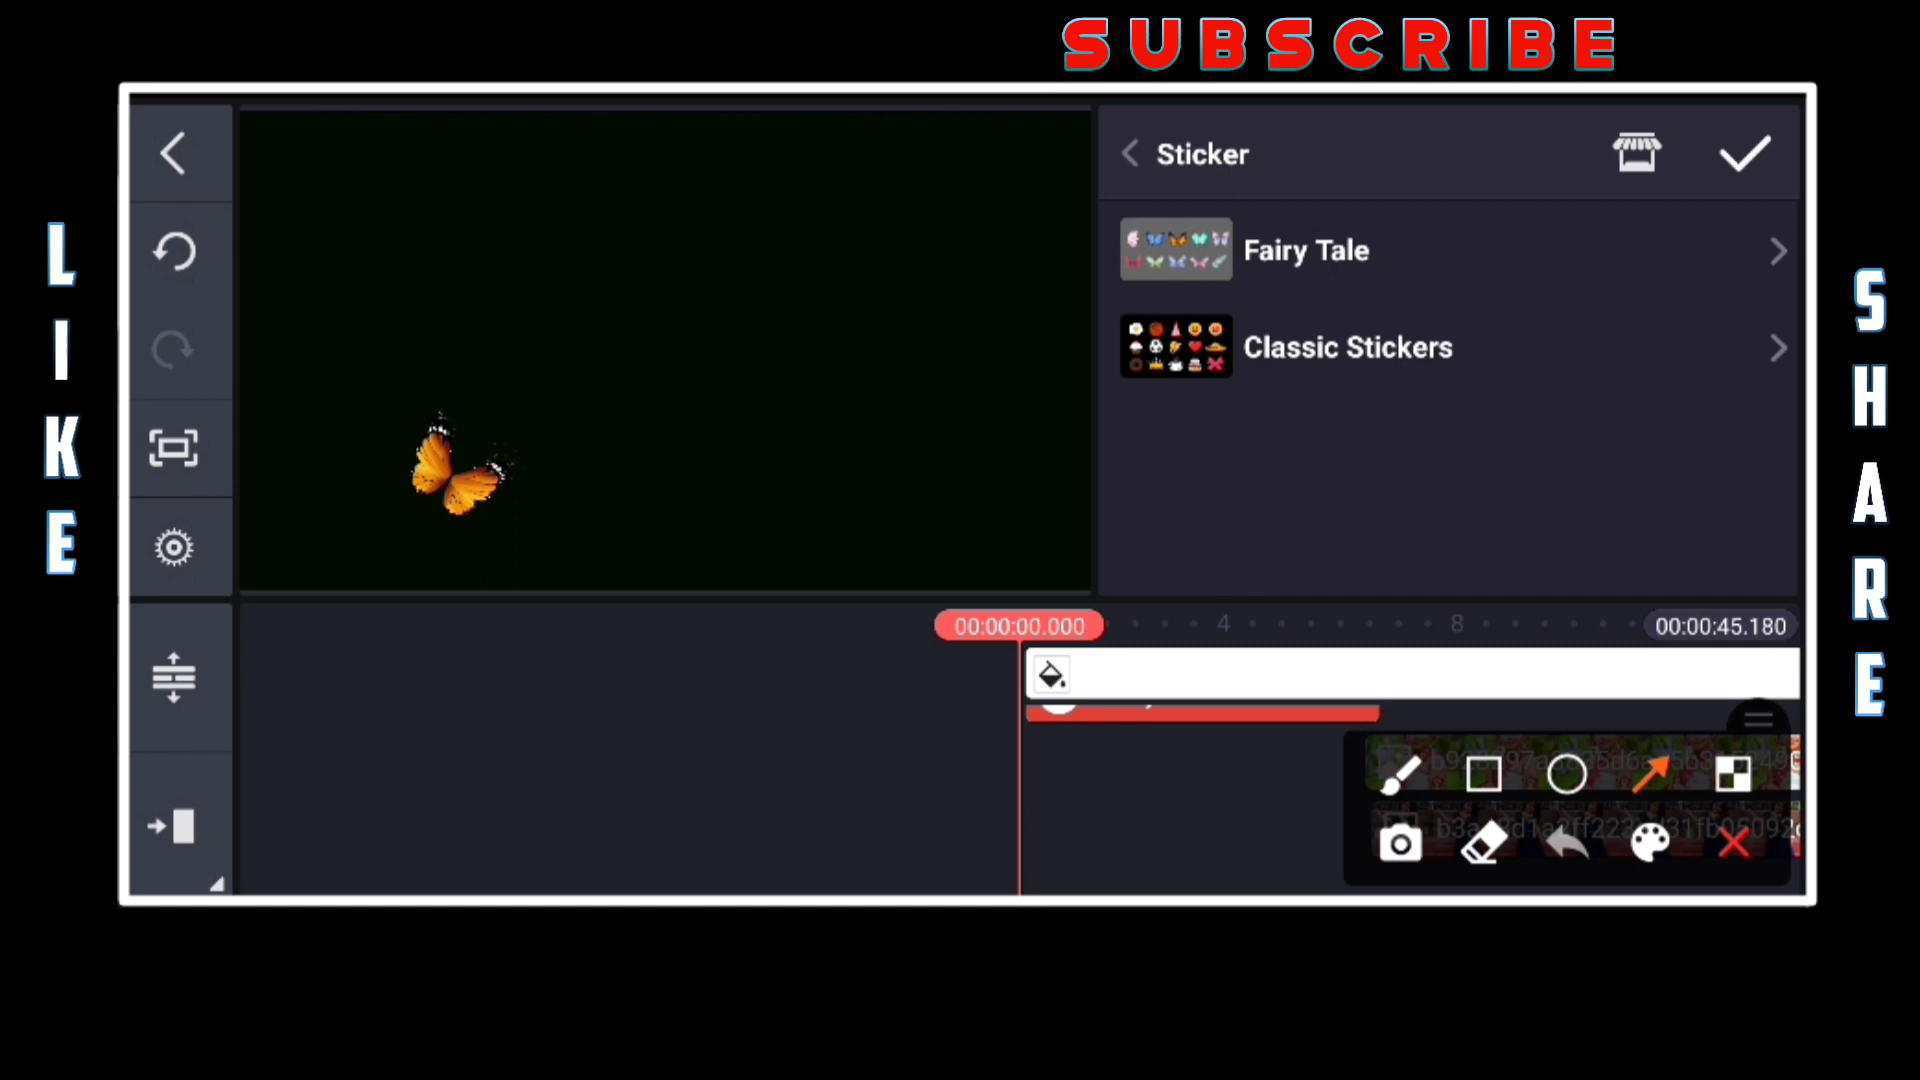 SUBSCRIBE
LIKE
SHARE
Sticker
Fairy Tale
Classic Stickers
00:00:00.000
4
8
00:00:45.180